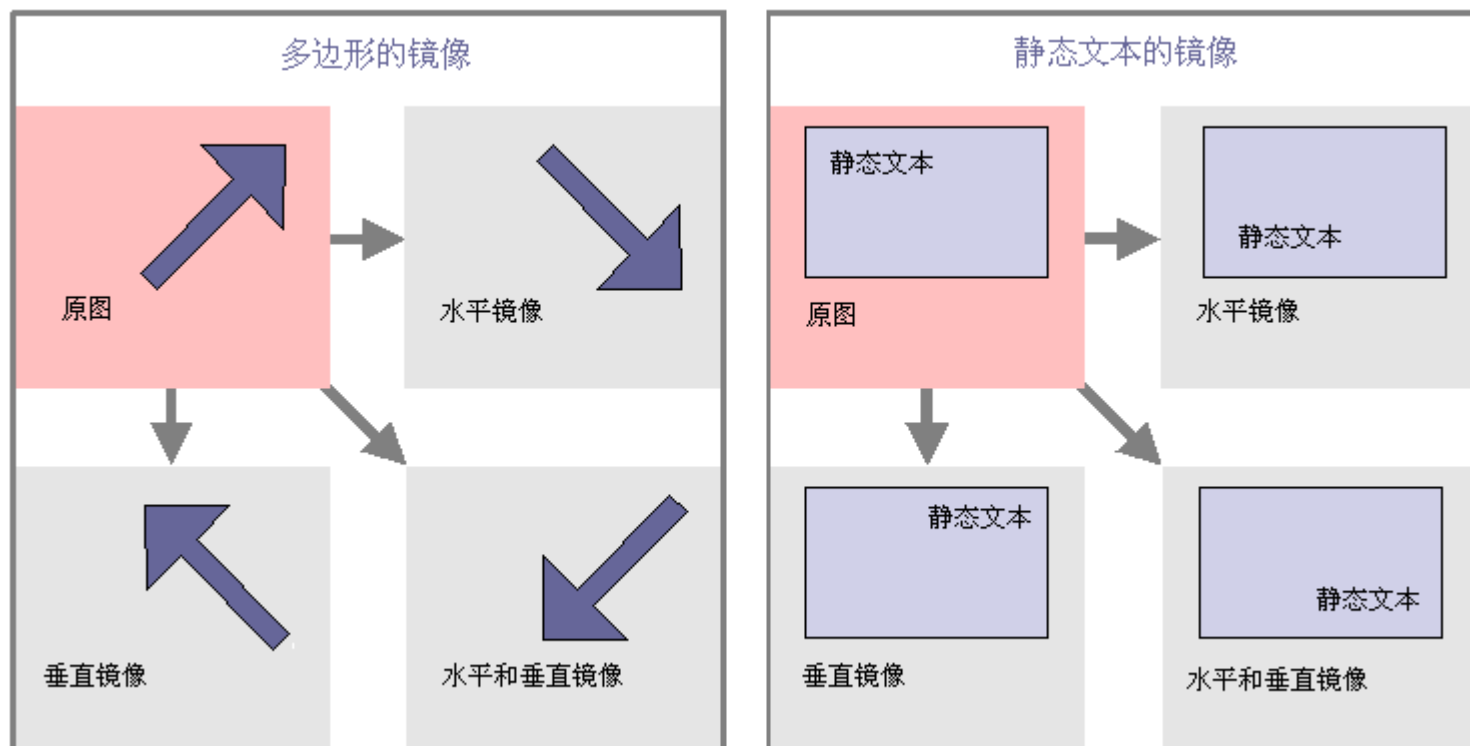 多边形的镜像
原图
水平镜像
垂直镜像
水平和垂直镜像
静态文本的镜像
静态文本
原图
静态文本
水平镜像
静态文本
垂直镜像
静态文本
水平和垂直镜像